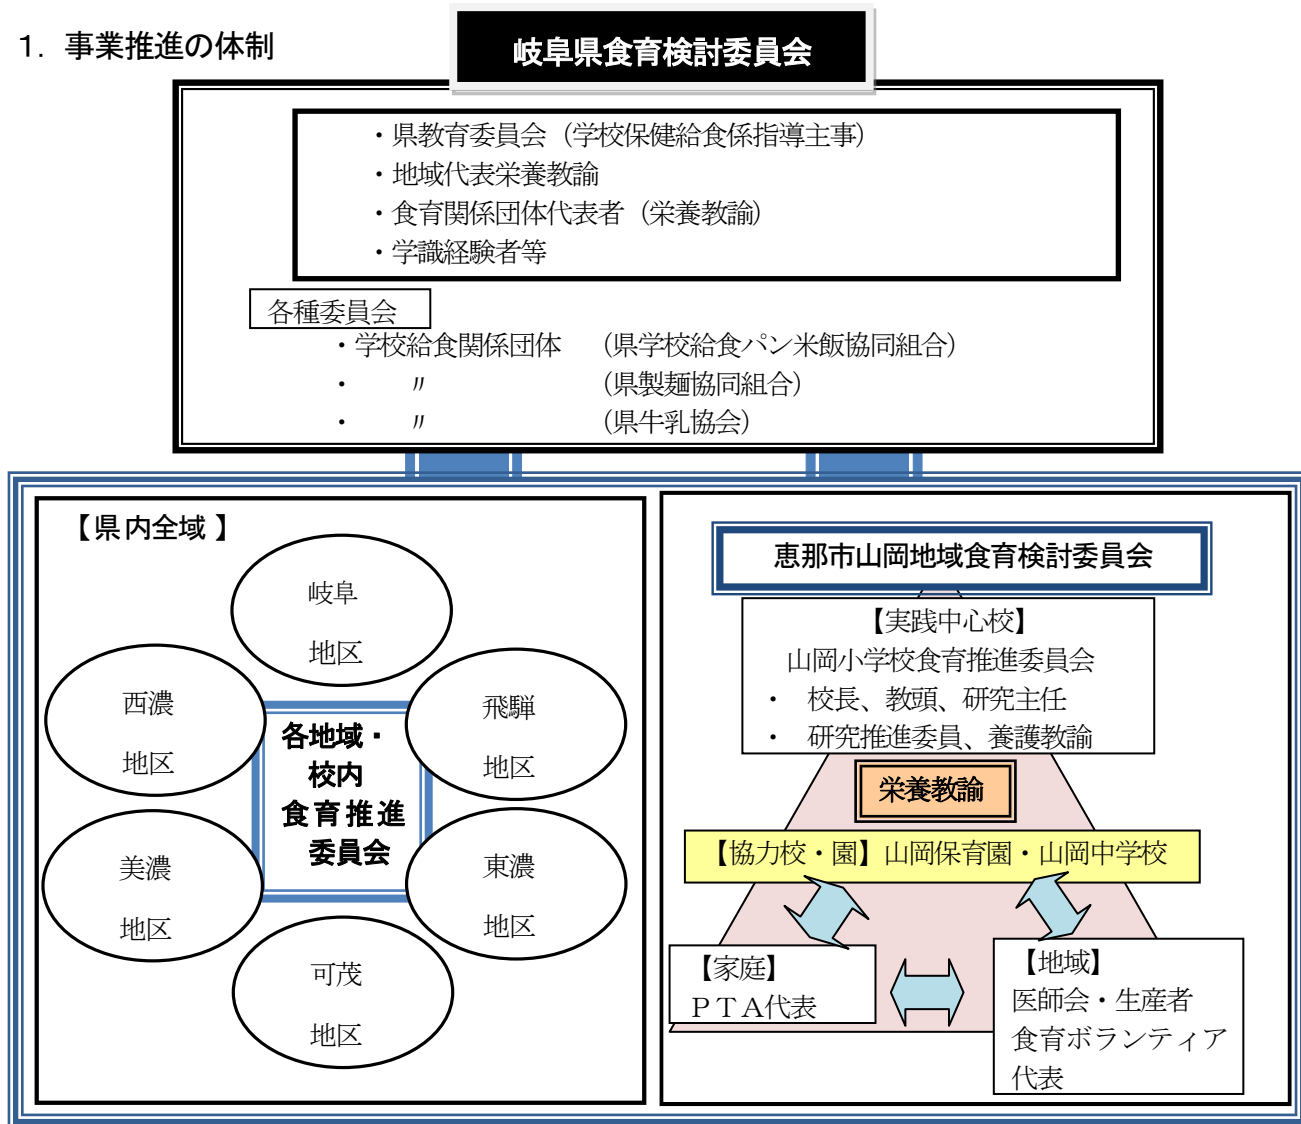 1. 事業推進の体制
岐阜県食育検討委員会
・県教育委員会（学校保健給食係指導主事）
・地域代表栄養教諭
・食育関係団体代表者（栄養教諭）
・学識経験者等
各種委員会
・学校給食関係団体　（県学校給食パン米飯協同組合）
・　〃　（県製麺協同組合）
・　〃　（県牛乳協会）
【県内全域 】
岐阜
地区
西濃
地区
飛騨
地区
各地域・
校内
食育推進
委員会
美濃
地区
東濃
地区
可茂
地区
恵那市山岡地域食育検討委員会
【実践中心校】
山岡小学校食育推進委員会
・　校長、教頭、研究主任
・　研究推進委員、養護教諭
栄養教諭
【協力校・園】山岡保育園・山岡中学校
【家庭】
ＰＴＡ代表
【地域】
医師会・生産者
食育ボランティア
代表